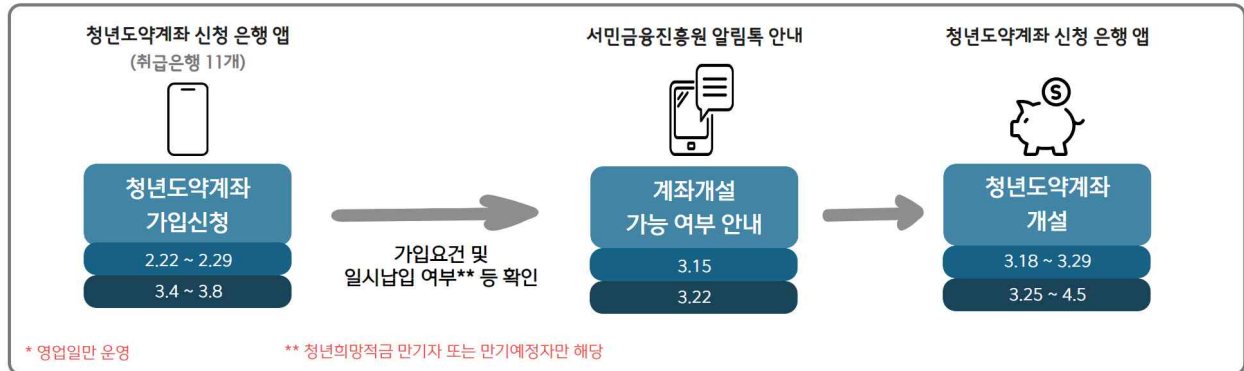 청년도약계좌 신청 은행 앱
(취급은행 11개)
청년도약계좌
가입신청
2.22 ~ 2.29
3.4 ~ 3.8
가입요건 및
일시납입 여부** 등 확인
서민금융진흥원 알림톡 안내
계좌개설
가능 여부 안내
3.15
3.22
청년도약계좌 신청 은행 앱
S
청년도약계좌
개설
3.18 ~ 3.29
3.25 ~ 4.5
* 영업일만 운영
** 청년희망적금 만기자 또는 만기예정자만 해당